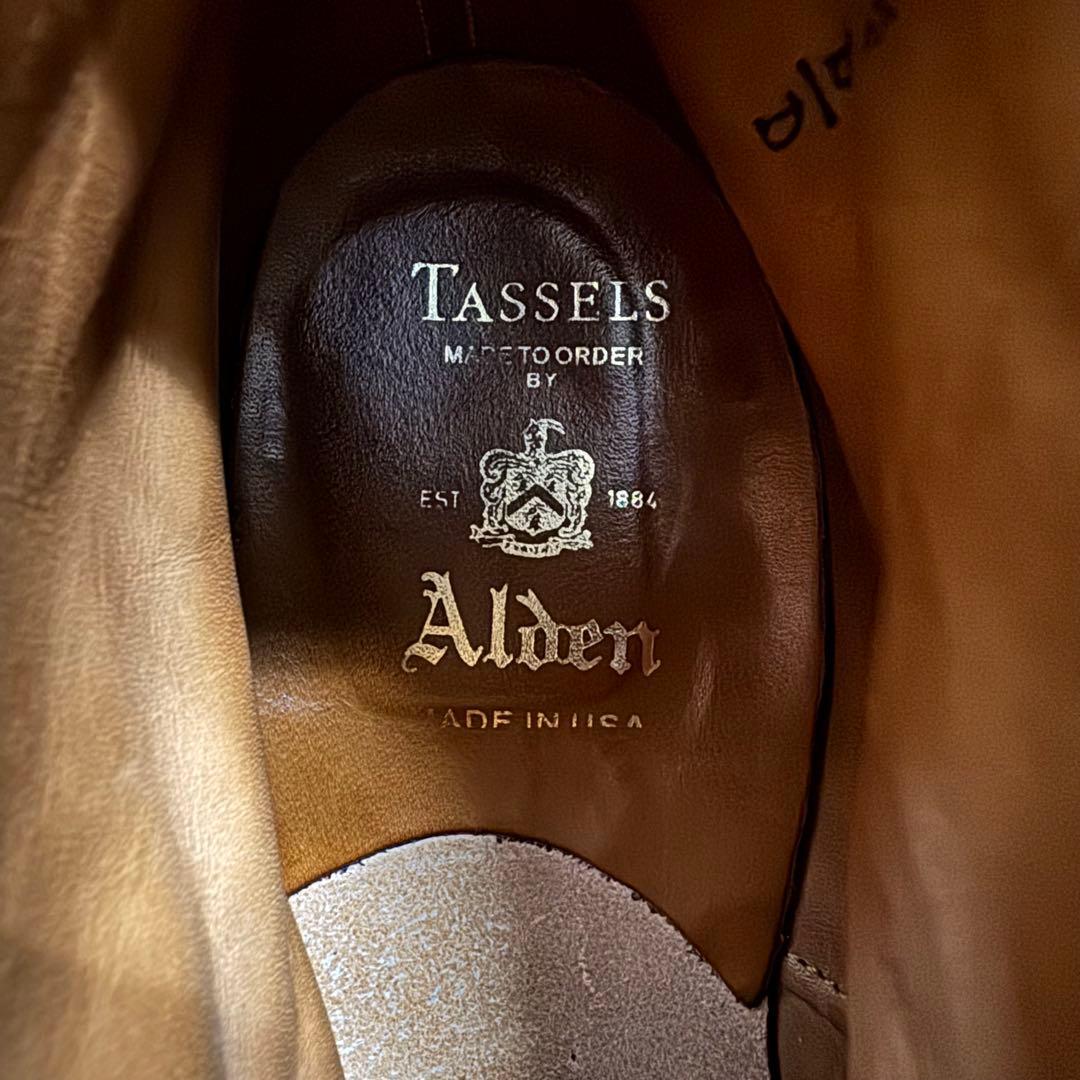 TASSELS
MADE TO ORDER
BY
EST 1884
Alden
MADE IN USA